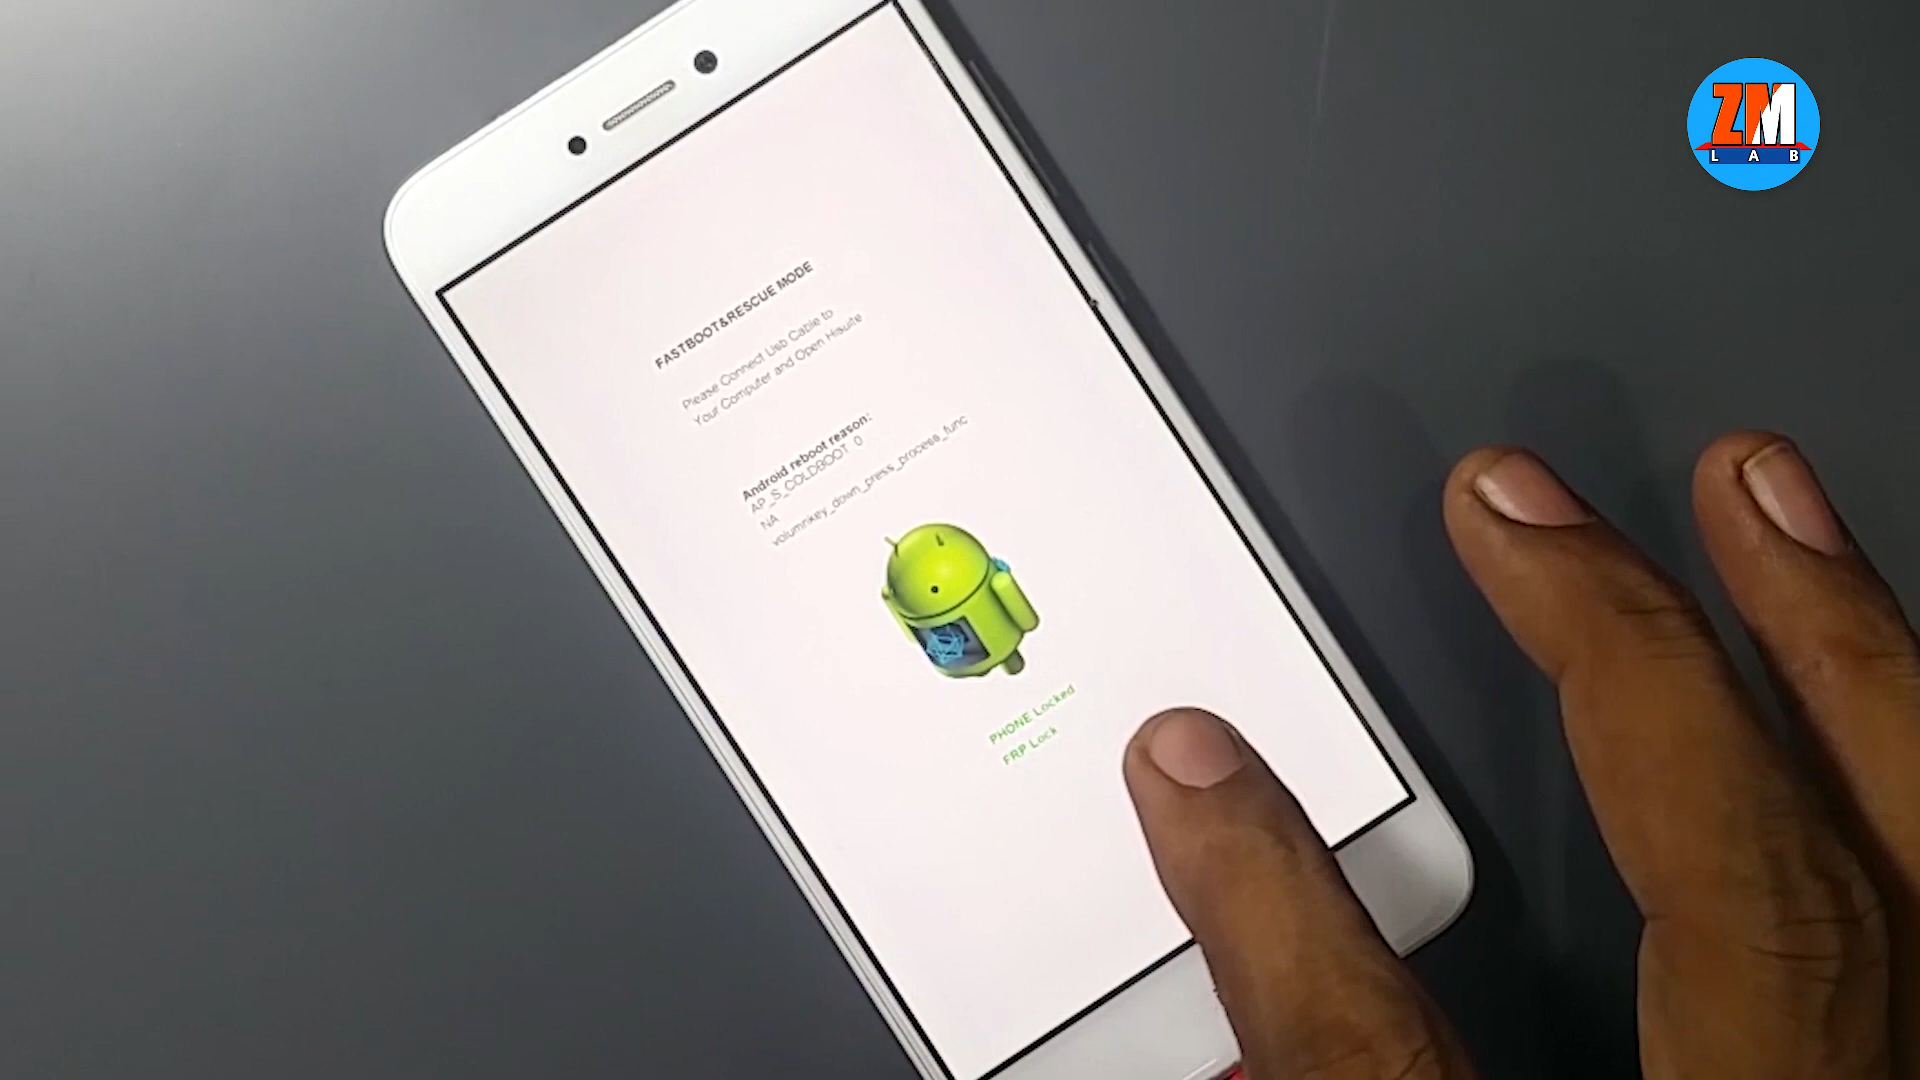 ZM
LAB
FASTBOOT&RESCUE MODE
Please Connect Usb Cable to
Your Computer and Open Hisuite
Android reboot reason:
AP_S_COLDBOOT 0
NA
volumnkey_down_press_process_func
PHONE Locked
FRP Lock